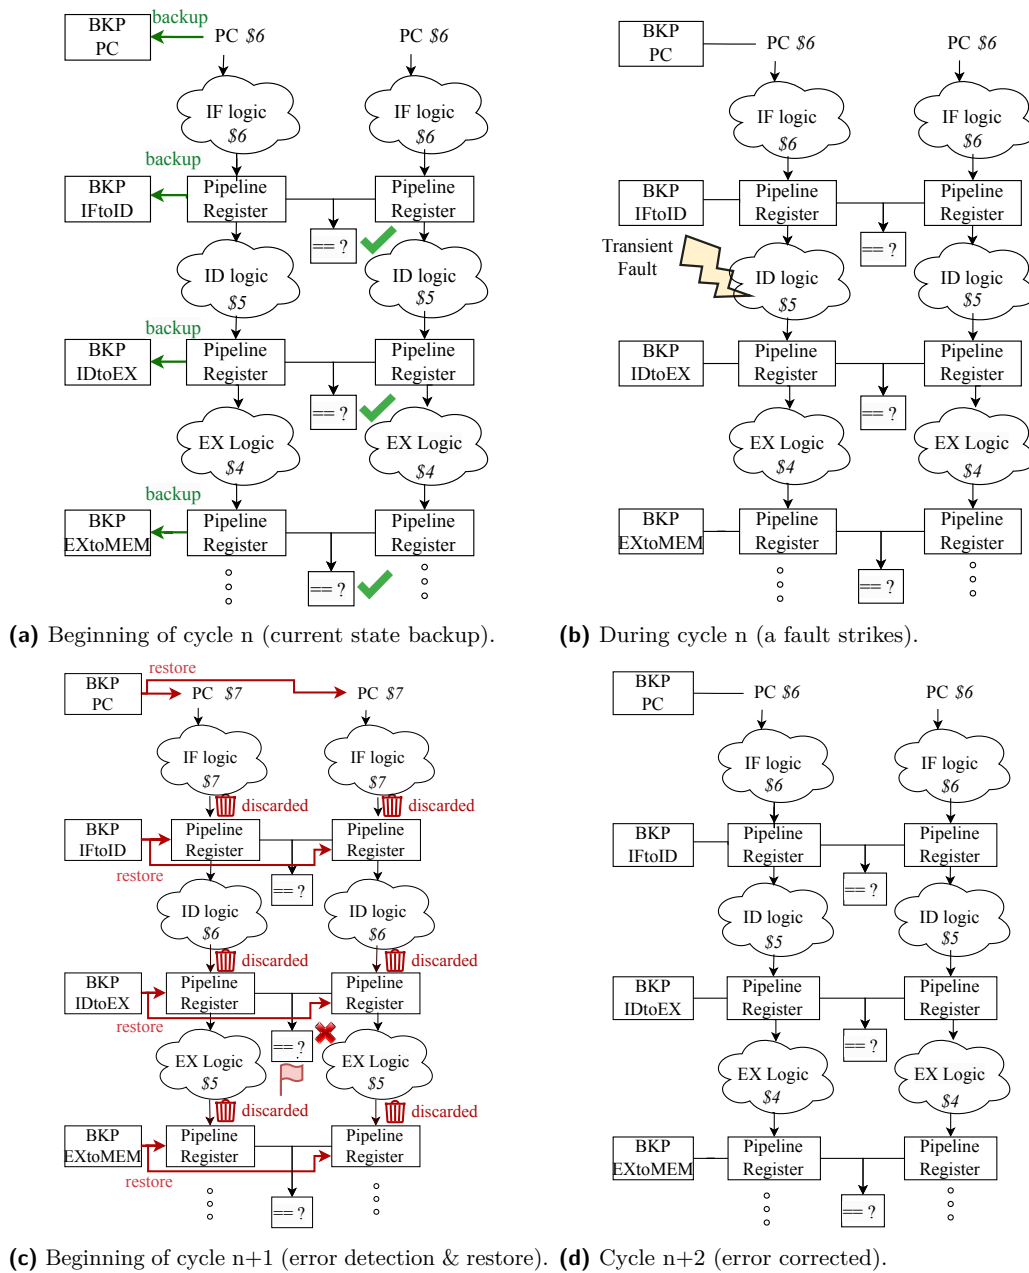 BKP
PC
backup
PC $6
PC $6
IF logic
$6
IF logic
$6
backup
BKP
IFtoID
Pipeline
Register
Pipeline
Register
== ?
ID logic
$5
ID logic
$5
backup
BKP
IDtoEX
Pipeline
Register
Pipeline
Register
== ?
EX Logic
$4
EX Logic
$4
backup
BKP
EXtoMEM
Pipeline
Register
Pipeline
Register
== ?
(a) Beginning of cycle n (current state backup).
BKP
PC
PC $6
PC $6
IF logic
$6
IF logic
$6
BKP
IFtoID
Pipeline
Register
Pipeline
Register
== ?
Transient
Fault
ID logic
$5
ID logic
$5
BKP
IDtoEX
Pipeline
Register
Pipeline
Register
== ?
EX Logic
$4
EX Logic
$4
BKP
EXtoMEM
Pipeline
Register
Pipeline
Register
== ?
(b) During cycle n (a fault strikes).
BKP
PC
restore
PC $7
PC $7
IF logic
$7
IF logic
$7
discarded
discarded
BKP
IFtoID
Pipeline
Register
Pipeline
Register
restore
== ?
ID logic
$6
ID logic
$6
discarded
discarded
BKP
IDtoEX
Pipeline
Register
Pipeline
Register
restore
== ?
EX Logic
$5
EX Logic
$5
discarded
discarded
BKP
EXtoMEM
Pipeline
Register
Pipeline
Register
restore
== ?
(c) Beginning of cycle n+1 (error detection & restore).
BKP
PC
PC $6
PC $6
IF logic
$6
IF logic
$6
BKP
IFtoID
Pipeline
Register
Pipeline
Register
== ?
ID logic
$5
ID logic
$5
BKP
IDtoEX
Pipeline
Register
Pipeline
Register
== ?
EX Logic
$4
EX Logic
$4
BKP
EXtoMEM
Pipeline
Register
Pipeline
Register
== ?
(d) Cycle n+2 (error corrected).